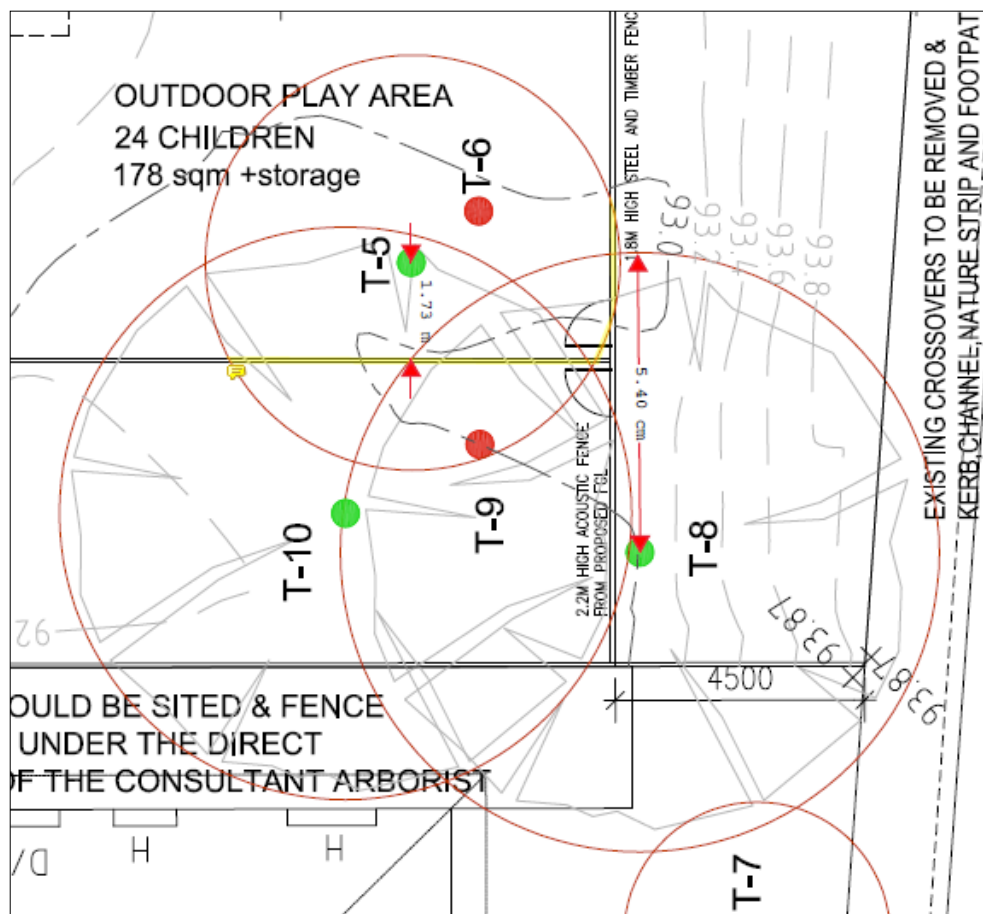 OUTDOOR PLAY AREA
24 CHILDREN
178 sqm +storage
T-6
T-5
1.73 m
1.8M HIGH STEEL AND TIMBER FENC
93.0
93.2
93.4
93.6
93.8
EXISTING CROSSOVERS TO BE REMOVED &
KERB,CHANNEL,NATURE STRIP AND FOOTPAT
5.40 cm
2.2M HIGH ACOUSTIC FENCE
FROM PROPOSED FGL
T-9
T-10
T-8
92
93.87
93.87
4500
OULD BE SITED & FENCE
UNDER THE DIRECT
OF THE CONSULTANT ARBORIST
D/
H
H
T-7